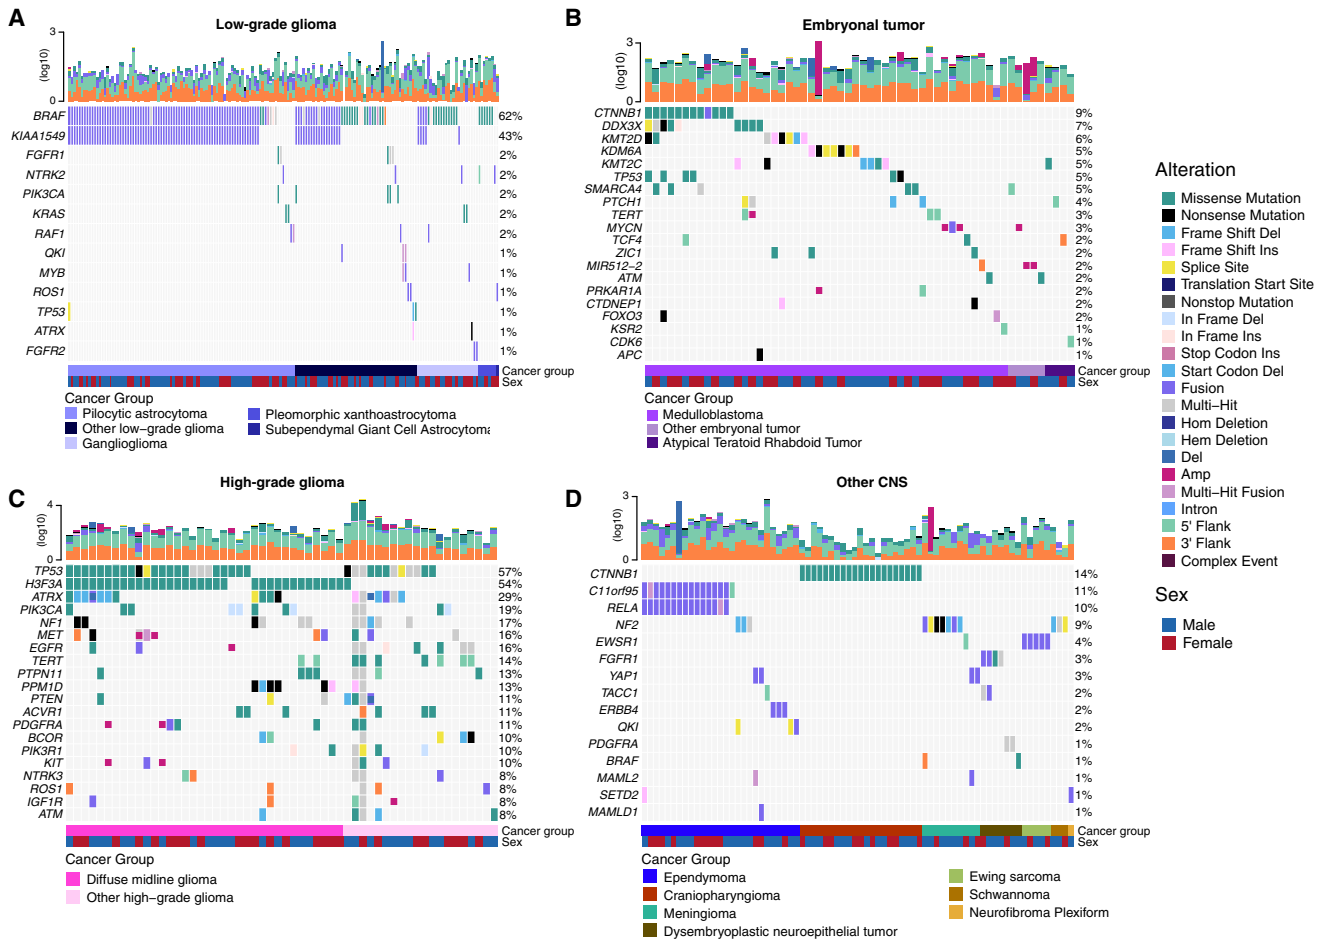 A
Low-grade glioma
3
(log10)
0
BRAF 62%
KIAA1549 43%
FGFR1 2%
NTRK2 2%
PIK3CA 2%
KRAS 2%
RAF1 2%
QKI 1%
MYB 1%
ROS1 1%
TP53 1%
ATRX 1%
FGFR2 1%
Cancer group
Sex
Cancer Group
Pilocytic astrocytoma
Other low−grade glioma
Ganglioglioma
Pleomorphic xanthoastrocytoma
Subependymal Giant Cell Astrocytoma
B
Embryonal tumor
3
(log10)
0
CTNNB1 9%
DDX3X 7%
KMT2D 6%
KDM6A 5%
KMT2C 5%
TP53 5%
SMARCA4 5%
PTCH1 4%
TERT 3%
MYCN 3%
TCF4 2%
ZIC1 2%
MIR512−2 2%
ATM 2%
PRKAR1A 2%
CTDNEP1 2%
FOXO3 2%
KSR2 1%
CDK6 1%
APC 1%
Cancer group
Sex
Cancer Group
Medulloblastoma
Other embryonal tumor
Atypical Teratoid Rhabdoid Tumor
C
High-grade glioma
4
(log10)
0
TP53 57%
H3F3A 54%
ATRX 29%
PIK3CA 19%
NF1 17%
MET 16%
EGFR 16%
TERT 14%
PTPN11 13%
PPM1D 13%
PTEN 11%
ACVR1 11%
PDGFRA 11%
BCOR 10%
PIK3R1 10%
KIT 10%
NTRK3 8%
ROS1 8%
IGF1R 8%
ATM 8%
Cancer group
Sex
Cancer Group
Diffuse midline glioma
Other high−grade glioma
D
Other CNS
3
(log10)
0
CTNNB1 14%
C11orf95 11%
RELA 10%
NF2 9%
EWSR1 4%
FGFR1 3%
YAP1 3%
TACC1 2%
ERBB4 2%
QKI 2%
PDGFRA 1%
BRAF 1%
MAML2 1%
SETD2 1%
MAMLD1 1%
Cancer group
Sex
Cancer Group
Ependymoma
Craniopharyngioma
Meningioma
Dysembryoplastic neuroepithelial tumor
Ewing sarcoma
Schwannoma
Neurofibroma Plexiform
Alteration
Missense Mutation
Nonsense Mutation
Frame Shift Del
Frame Shift Ins
Splice Site
Translation Start Site
Nonstop Mutation
In Frame Del
In Frame Ins
Stop Codon Ins
Start Codon Del
Fusion
Multi−Hit
Hom Deletion
Hem Deletion
Del
Amp
Multi−Hit Fusion
Intron
5' Flank
3' Flank
Complex Event
Sex
Male
Female